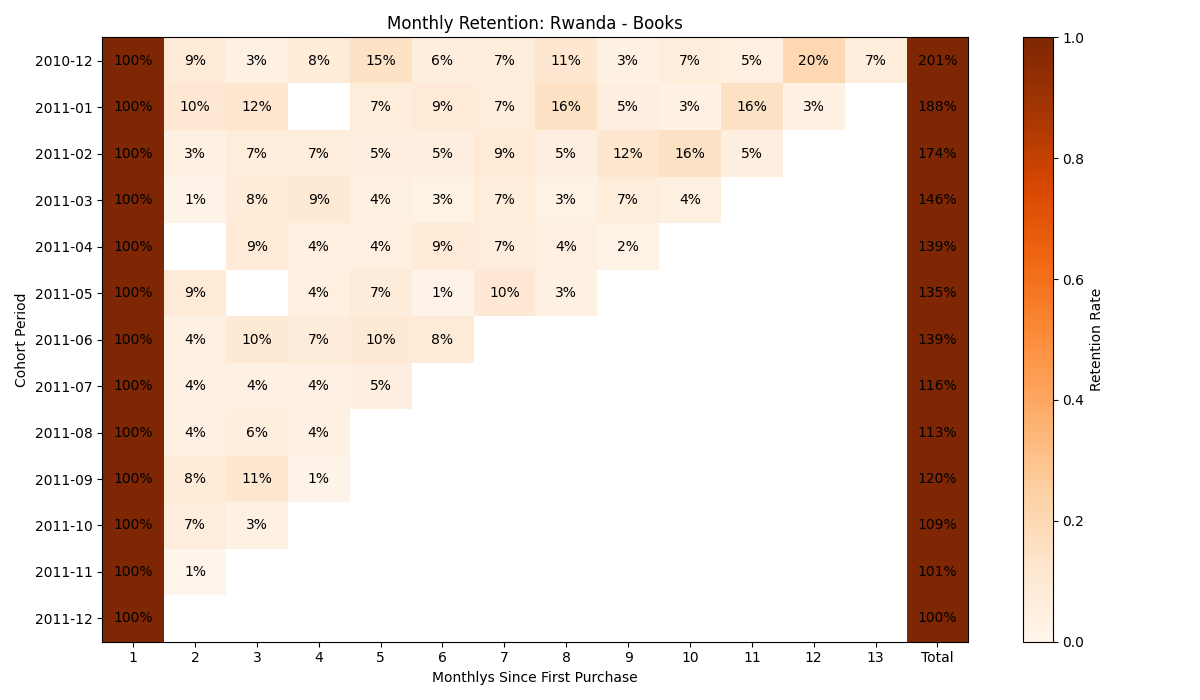 Monthly Retention: Rwanda - Books
2010-12 100% 9% 3% 8% 15% 6% 7% 11% 3% 7% 5% 20% 7% 201%
2011-01 100% 10% 12% 7% 9% 7% 16% 5% 3% 16% 3% 188%
2011-02 100% 3% 7% 7% 5% 5% 9% 5% 12% 16% 5% 174%
2011-03 100% 1% 8% 9% 4% 3% 7% 3% 7% 4% 146%
2011-04 100% 9% 4% 4% 9% 7% 4% 2% 139%
2011-05 100% 9% 4% 7% 1% 10% 3% 135%
2011-06 100% 4% 10% 7% 10% 8% 139%
2011-07 100% 4% 4% 4% 5% 116%
2011-08 100% 4% 6% 4% 113%
2011-09 100% 8% 11% 1% 120%
2011-10 100% 7% 3% 109%
2011-11 100% 1% 101%
2011-12 100% 100%
1 2 3 4 5 6 7 8 9 10 11 12 13 Total
Monthlys Since First Purchase
Cohort Period
1.0
0.8
0.6
0.4
0.2
0.0
Retention Rate